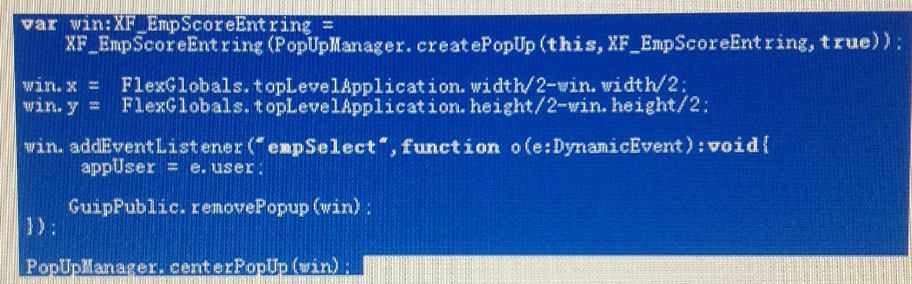 var win:XF_EmpScoreEntring =
XF_EmpScoreEntring(PopUpManager.createPopUp(this,XF_EmpScoreEntring,true));
win.x = FlexGlobals.topLevelApplication.width/2-win.width/2;
win.y = FlexGlobals.topLevelApplication.height/2-win.height/2;
win.addEventListener("empSelect",function o(e:DynamicEvent):void{
appUser = e.user;
GuipPublic.removePopup(win);
});
PopUpManager.centerPopUp(win);